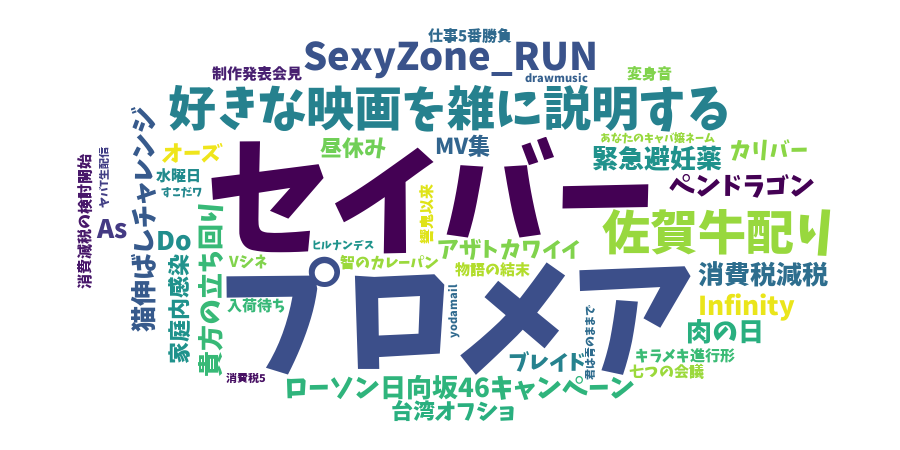 仕事5番勝負
SexyZone_RUN
制作発表会見
drawmusic
変身音
好きな映画を雑に説明する
あなたのキャバ嬢ネーム
昼休み
MV集
緊急避妊薬
カリバー
オーズ
セイバー
ヤバT生配信
消費減税の検討開始
猫伸ばしチャレンジ
水曜日
すこだワ
ペンドラゴン
As
Do
貴方の立ち回り
家庭内感染
響鬼以来
佐賀牛配り
ヒルナンデス
アザトカワイイ
Vシネ
智のカレーパン
物語の結末
消費税減税
プロメア
入荷待ち
yodamail
君は君のままで
Infinity
肉の日
ブレイド
キラメキ進行形
七つの会議
消費税5
ローソン日向坂46キャンペーン
台湾オフショ